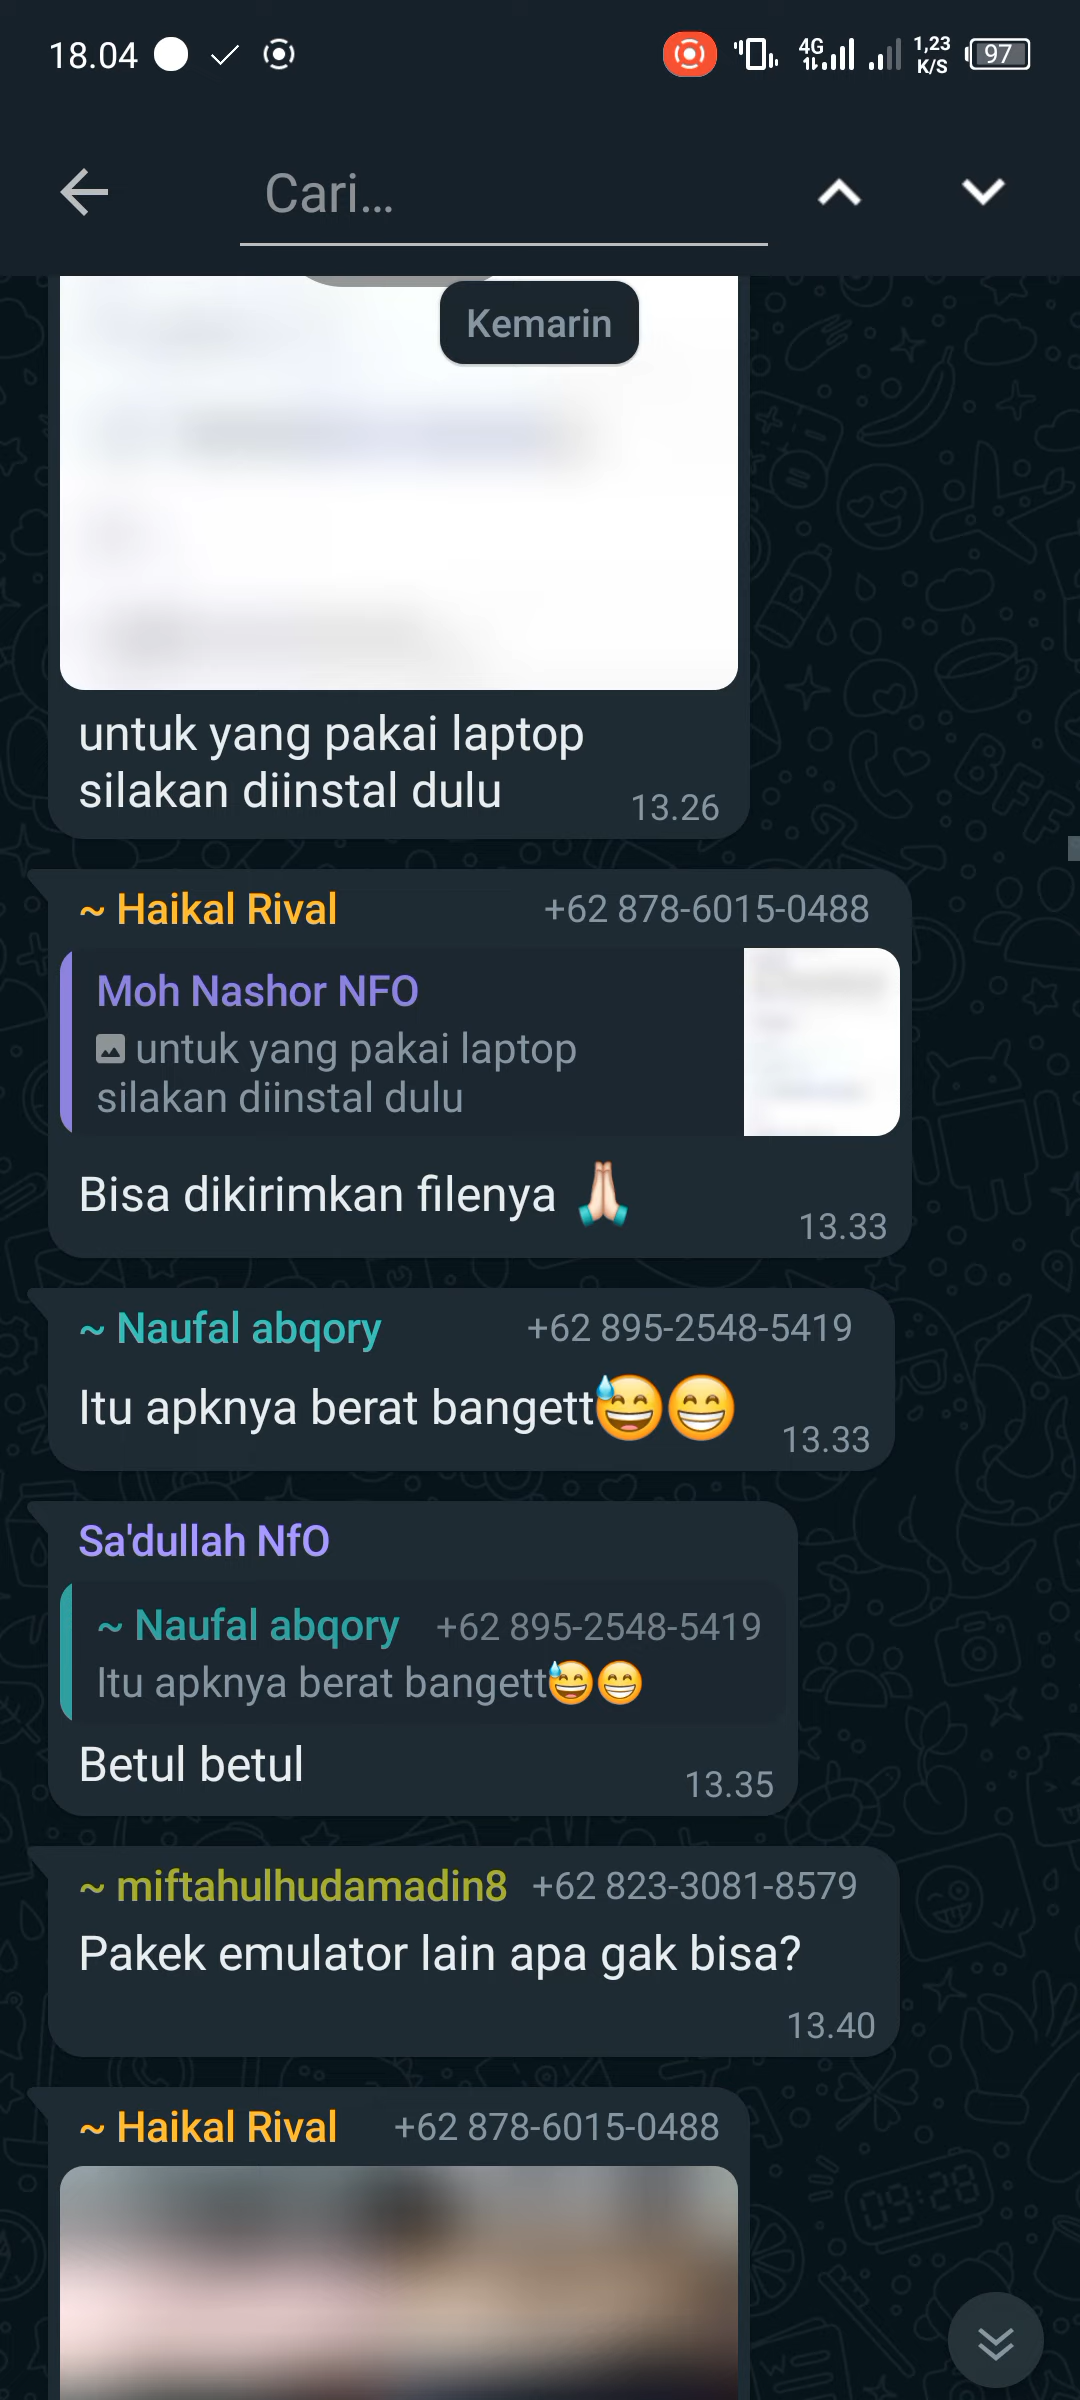 18.04
4G
1,23
K/S
97
Cari...
Kemarin
untuk yang pakai laptop
silakan diinstal dulu
13.26
~ Haikal Rival +62 878-6015-0488
Moh Nashor NFO
untuk yang pakai laptop
silakan diinstal dulu
Bisa dikirimkan filenya 🙏🏻
13.33
~ Naufal abqory +62 895-2548-5419
Itu apknya berat bangett😅😁
13.33
Sa'dullah NfO
~ Naufal abqory +62 895-2548-5419
Itu apknya berat bangett😅😁
Betul betul
13.35
~ miftahulhudamadin8 +62 823-3081-8579
Pakek emulator lain apa gak bisa?
13.40
~ Haikal Rival +62 878-6015-0488